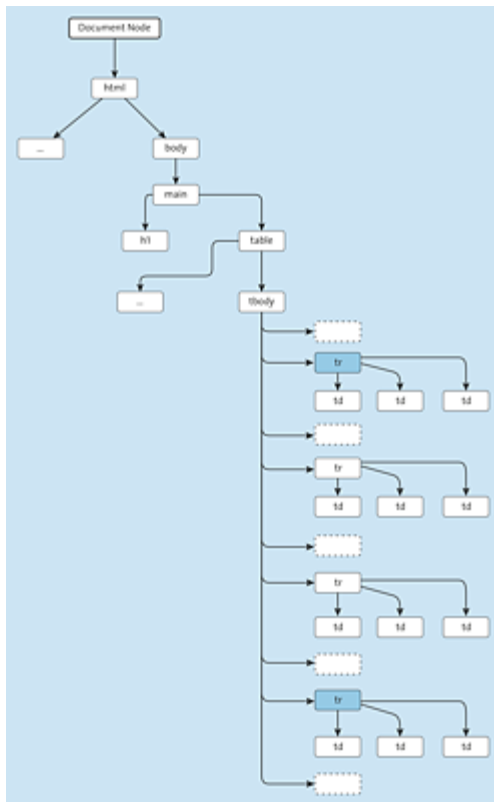 Document Node
html
...
body
main
h1
table
...
tbody
tr
td td td
tr
td td td
tr
td td td
tr
td td td